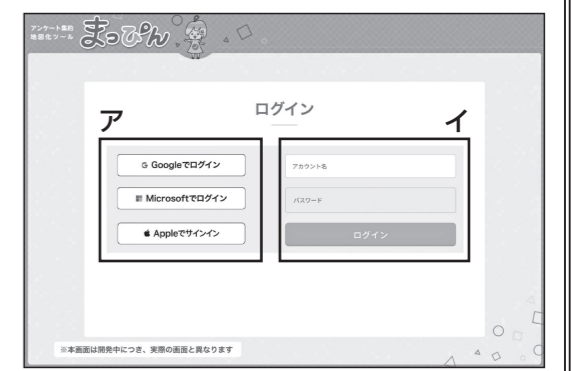 アンケート集約
地図化ツール
まっぴん
ログイン
ア
イ
G Googleでログイン
Microsoftでログイン
Appleでサインイン
アカウント名
パスワード
ログイン
※本画面は開発中につき、実際の画面と異なります